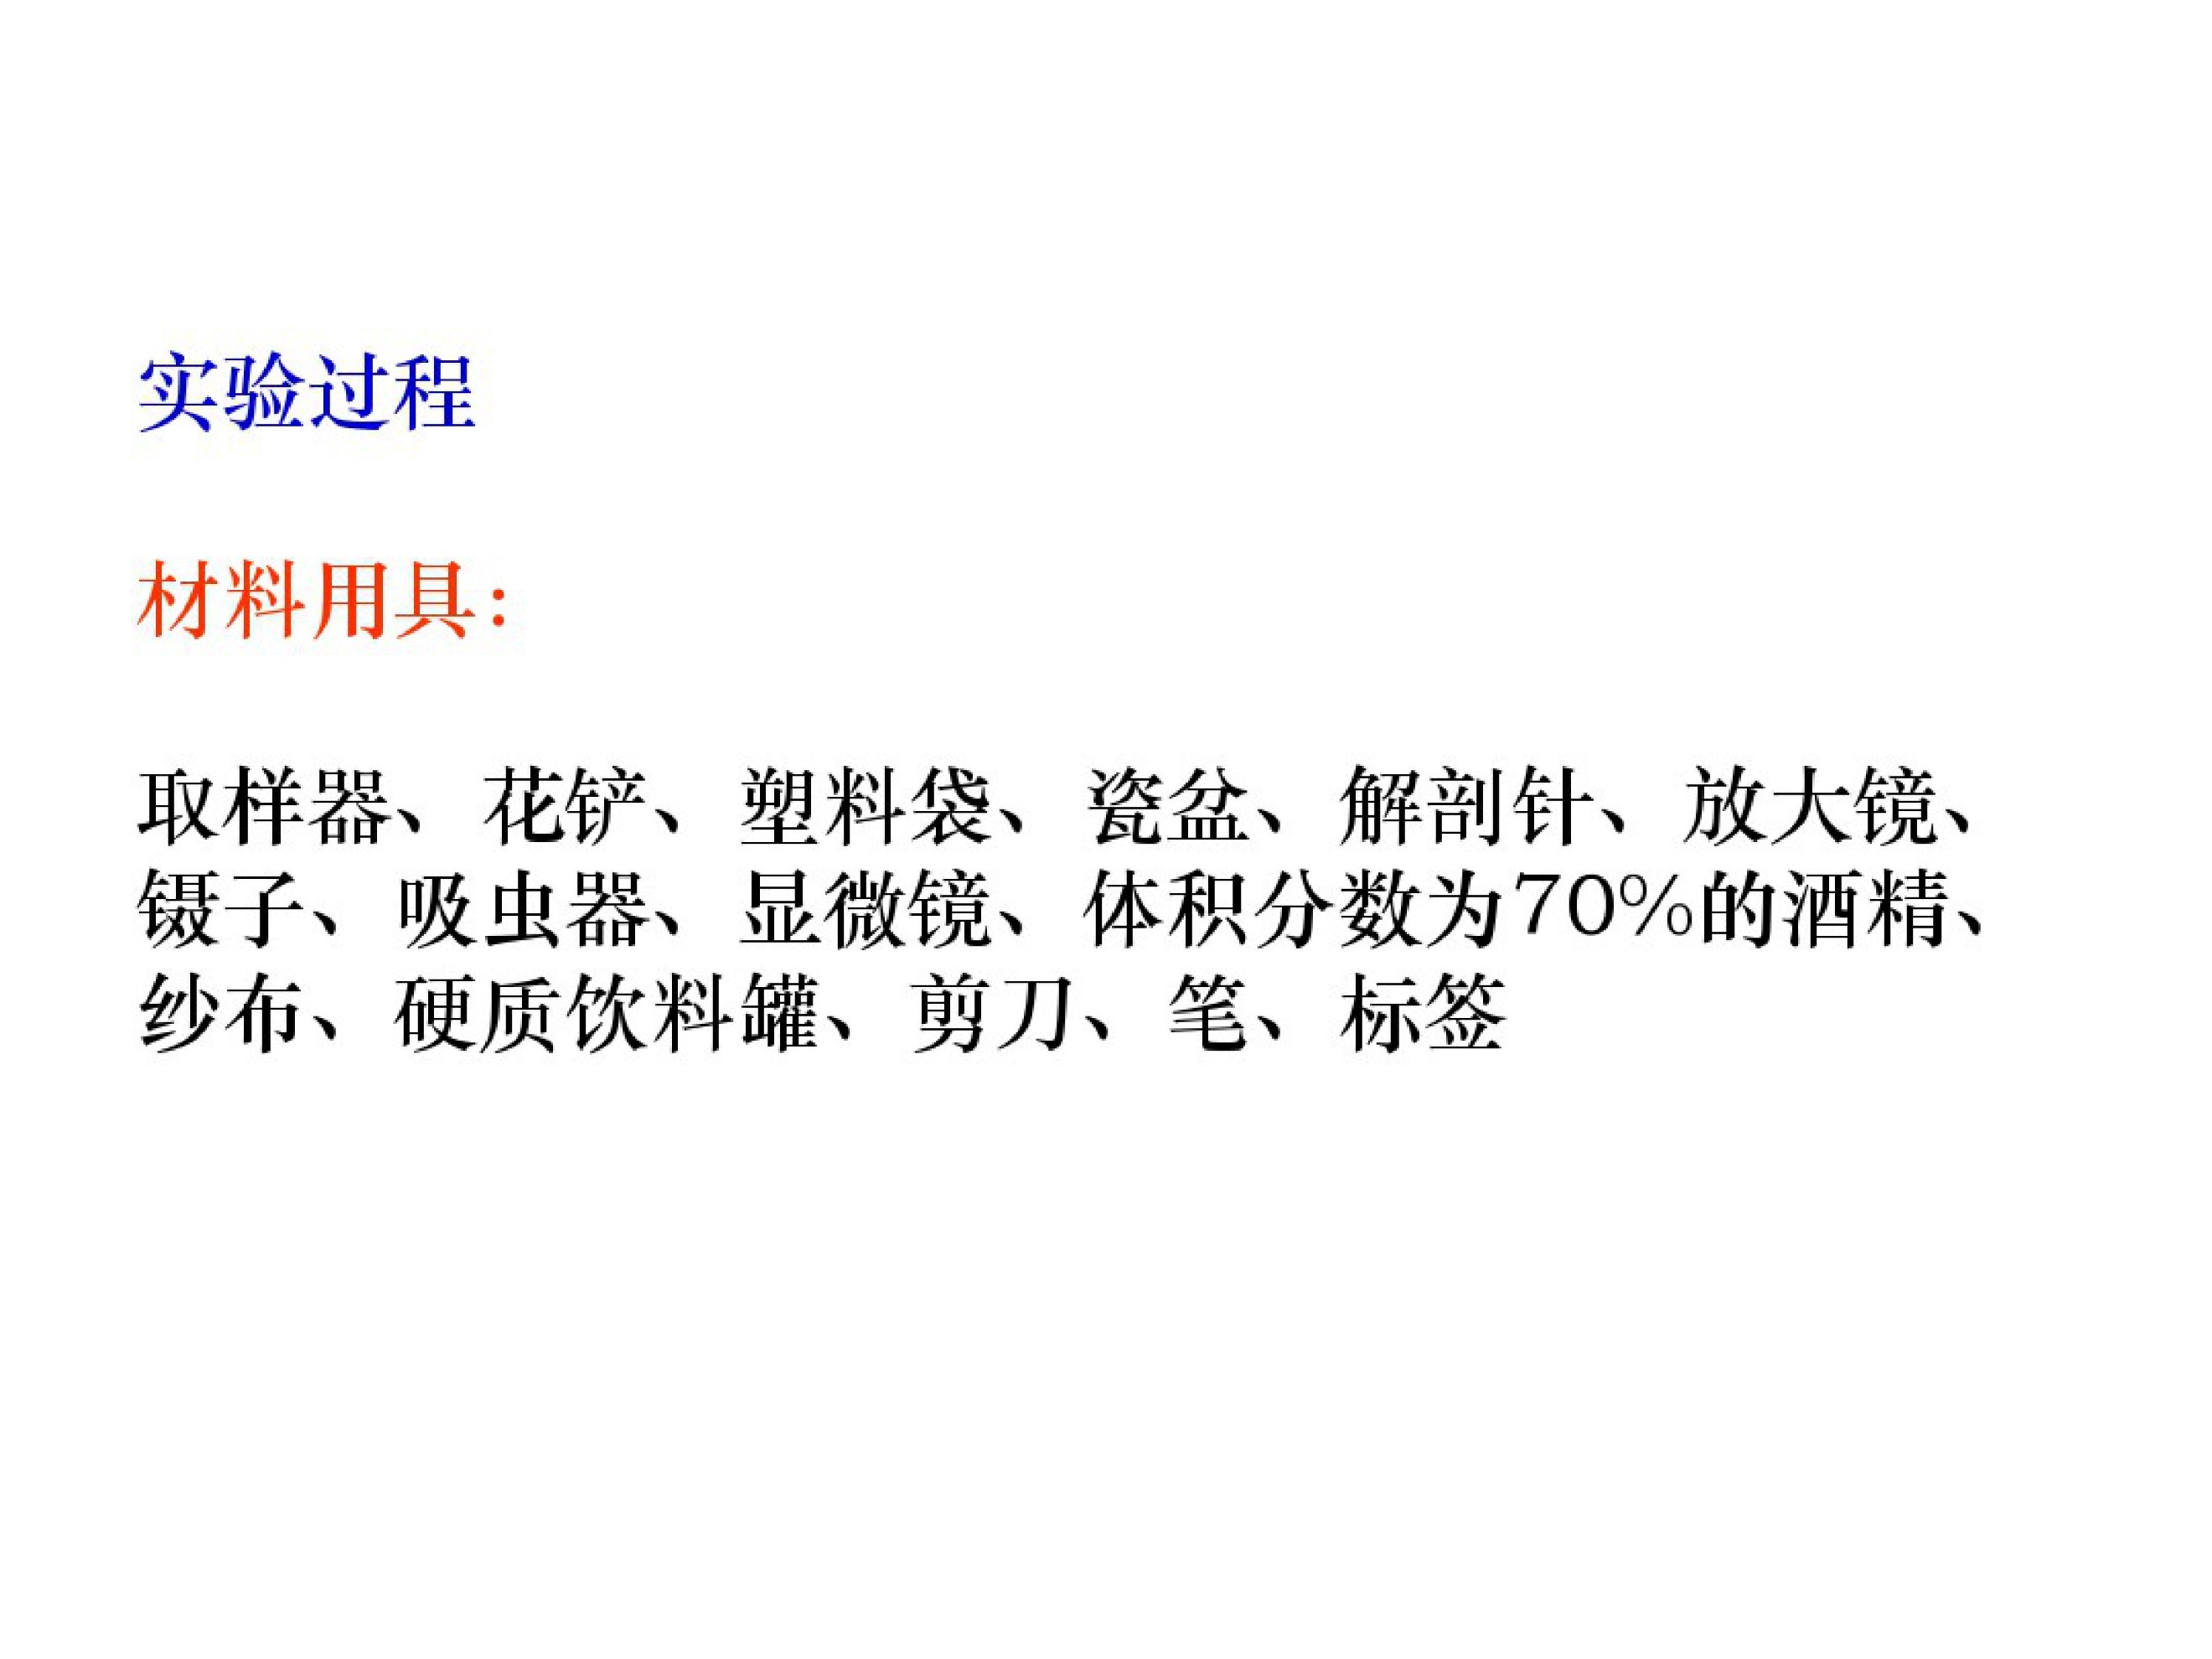 实验过程
材料用具：
取样器、花铲、塑料袋、瓷盆、解剖针、放大镜、
镊子、吸虫器、显微镜、体积分数为70%的酒精、
纱布、硬质饮料罐、剪刀、笔、标签